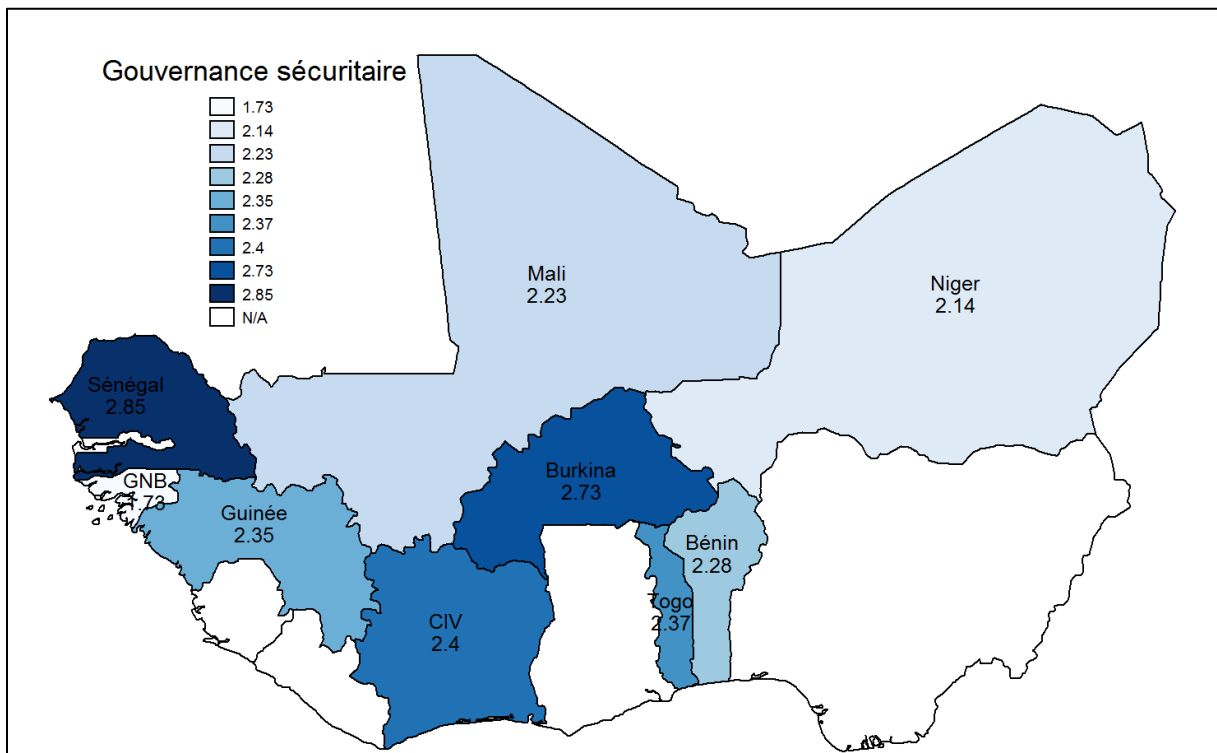 Gouvernance sécuritaire
1.73
2.14
2.23
2.28
2.35
2.37
2.4
2.73
2.85
N/A
Mali
2.23
Niger
2.14
Sénégal
2.85
Burkina
2.73
GNB
1.73
Guinée
2.35
Bénin
2.28
Togo
2.37
CIV
2.4